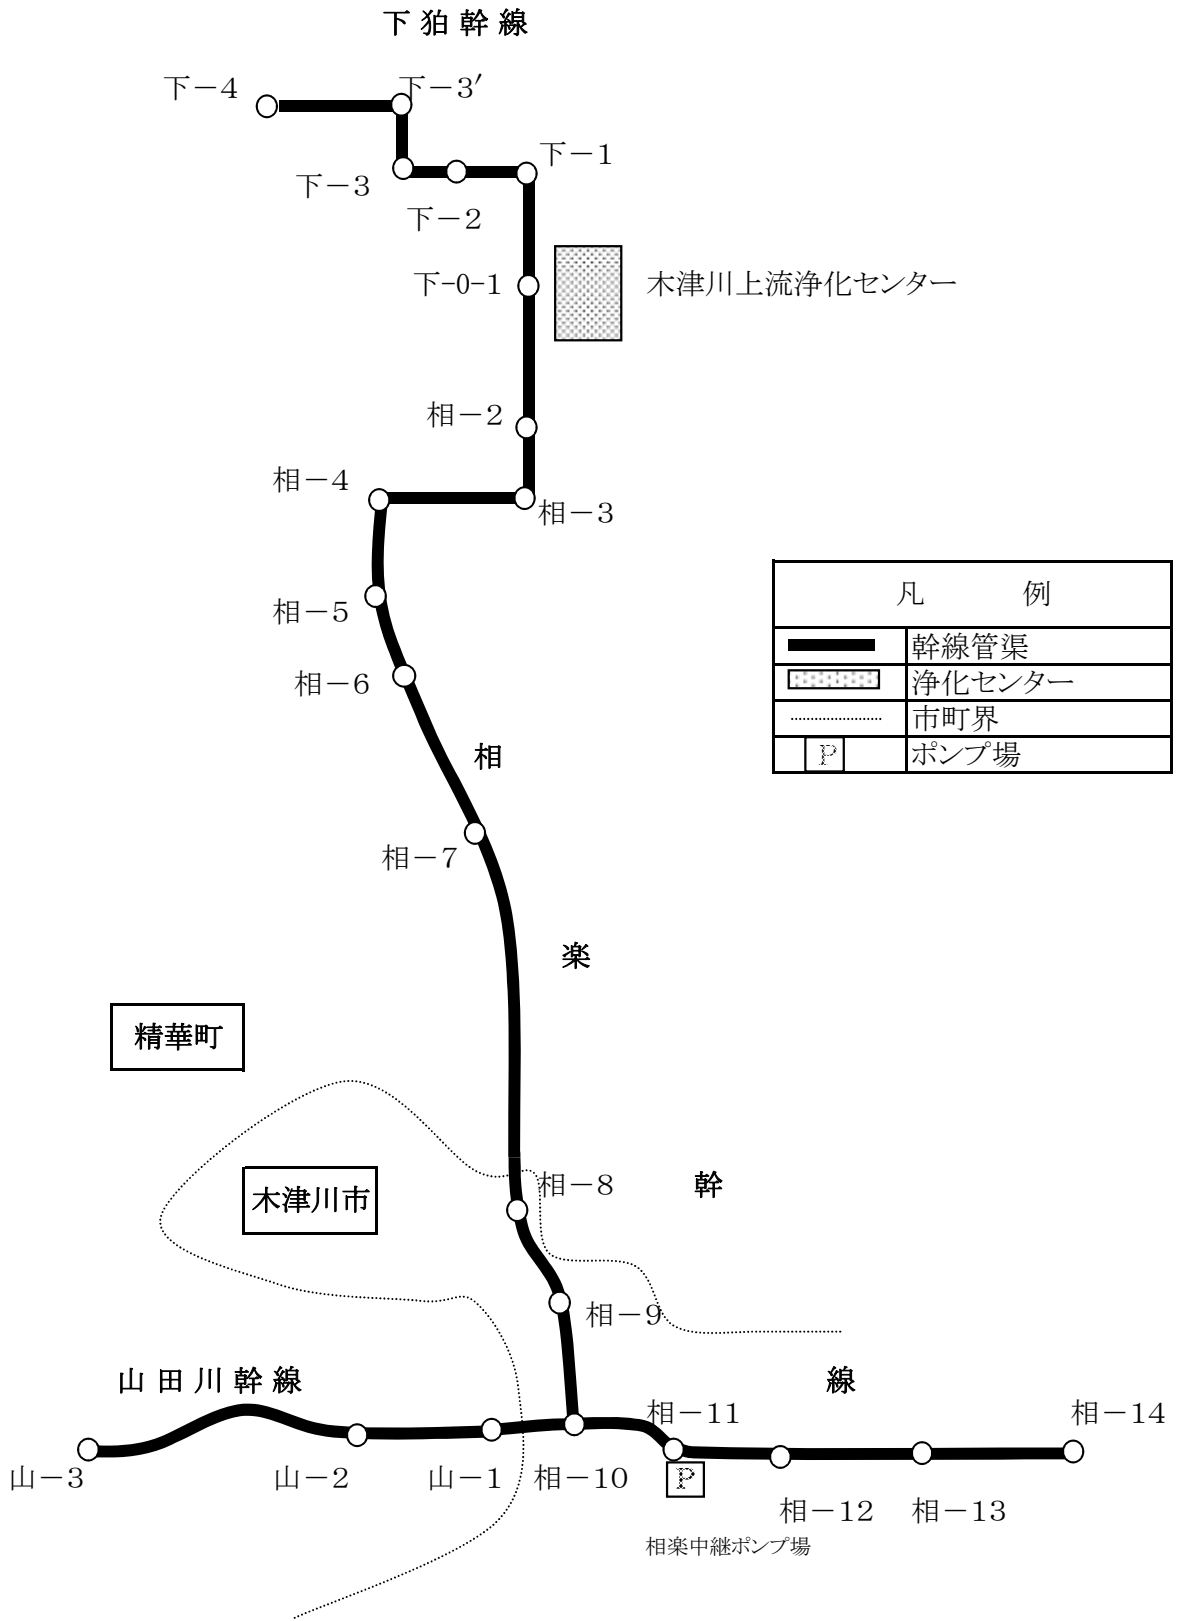 下狛幹線
下－4
下－3′
下－1
下－3
下－2
下-0-1
木津川上流浄化センター
相－2
相－4
相－3
凡　例
幹線管渠
浄化センター
市町界
P ポンプ場
相－5
相－6
相
相－7
楽
精華町
相－8
幹
木津川市
相－9
山田川幹線
線
相－11
相－14
山－3
山－2
山－1
相－10
P
相－12
相－13
相楽中継ポンプ場